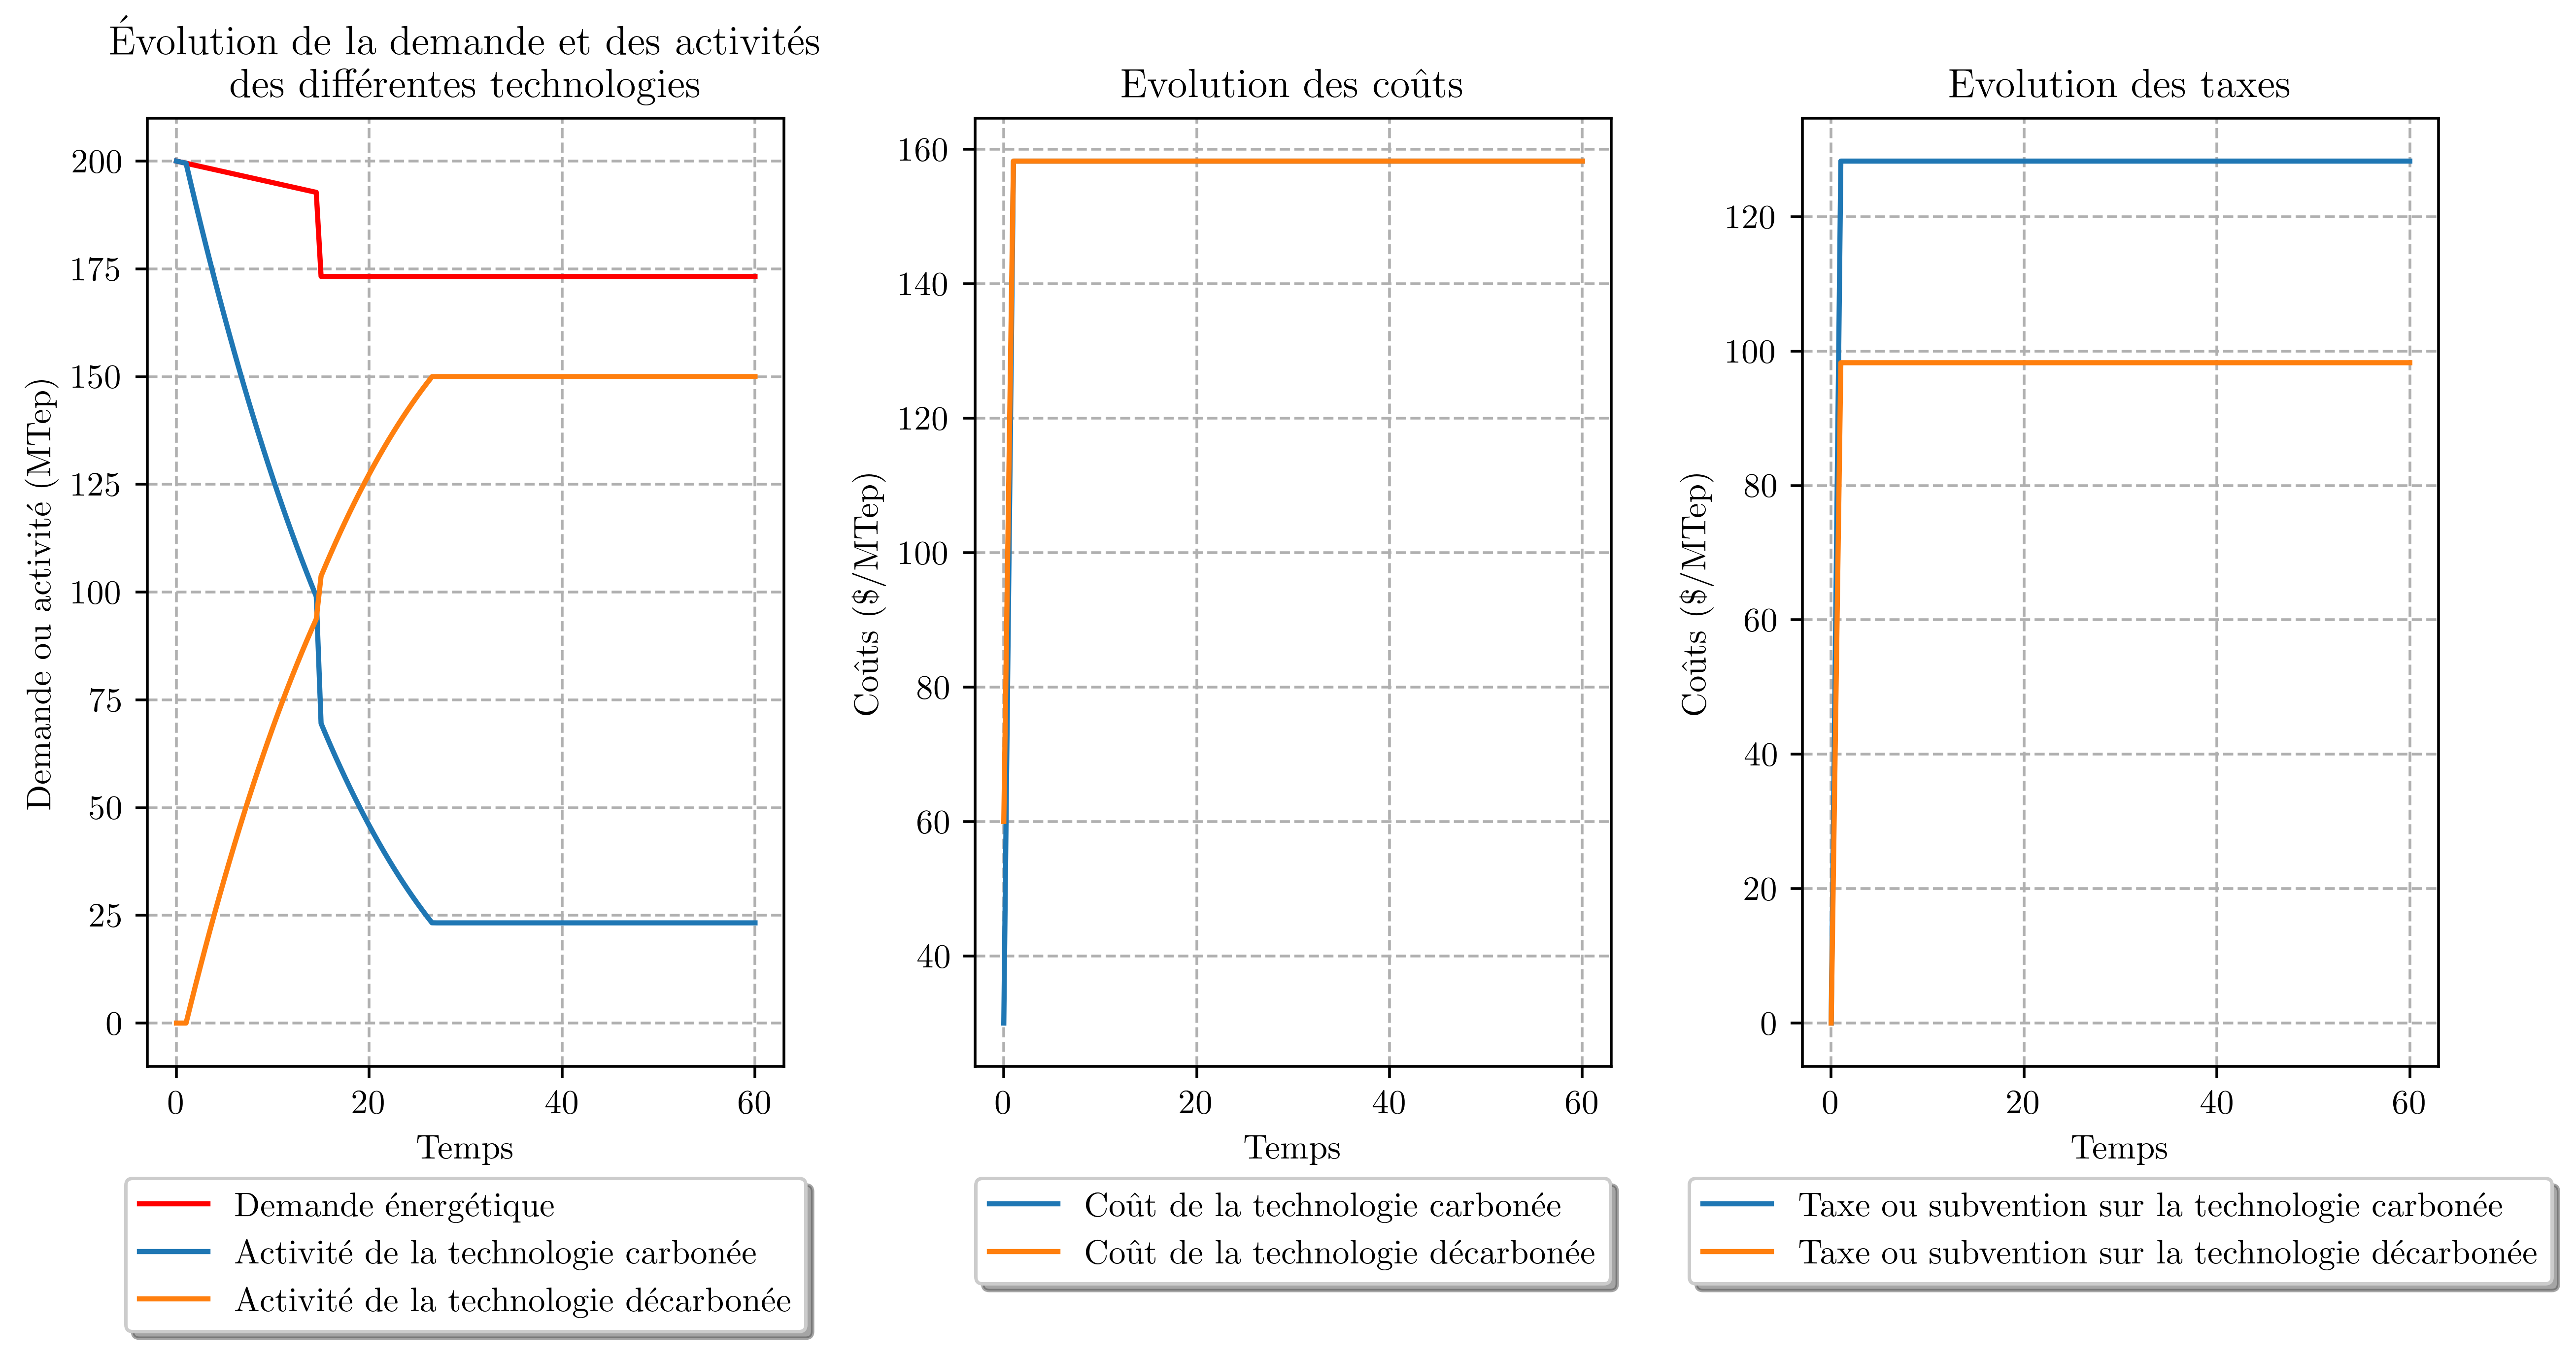 Évolution de la demande et des activités
des différentes technologies
Demande ou activité (MTep)
200
175
150
125
100
75
50
25
0
0 20 40 60
Temps
Demande énergétique
Activité de la technologie carbonée
Activité de la technologie décarbonée
Evolution des coûts
Coûts ($/MTep)
160
140
120
100
80
60
40
0 20 40 60
Temps
Coût de la technologie carbonée
Coût de la technologie décarbonée
Evolution des taxes
Coûts ($/MTep)
120
100
80
60
40
20
0
0 20 40 60
Temps
Taxe ou subvention sur la technologie carbonée
Taxe ou subvention sur la technologie décarbonée